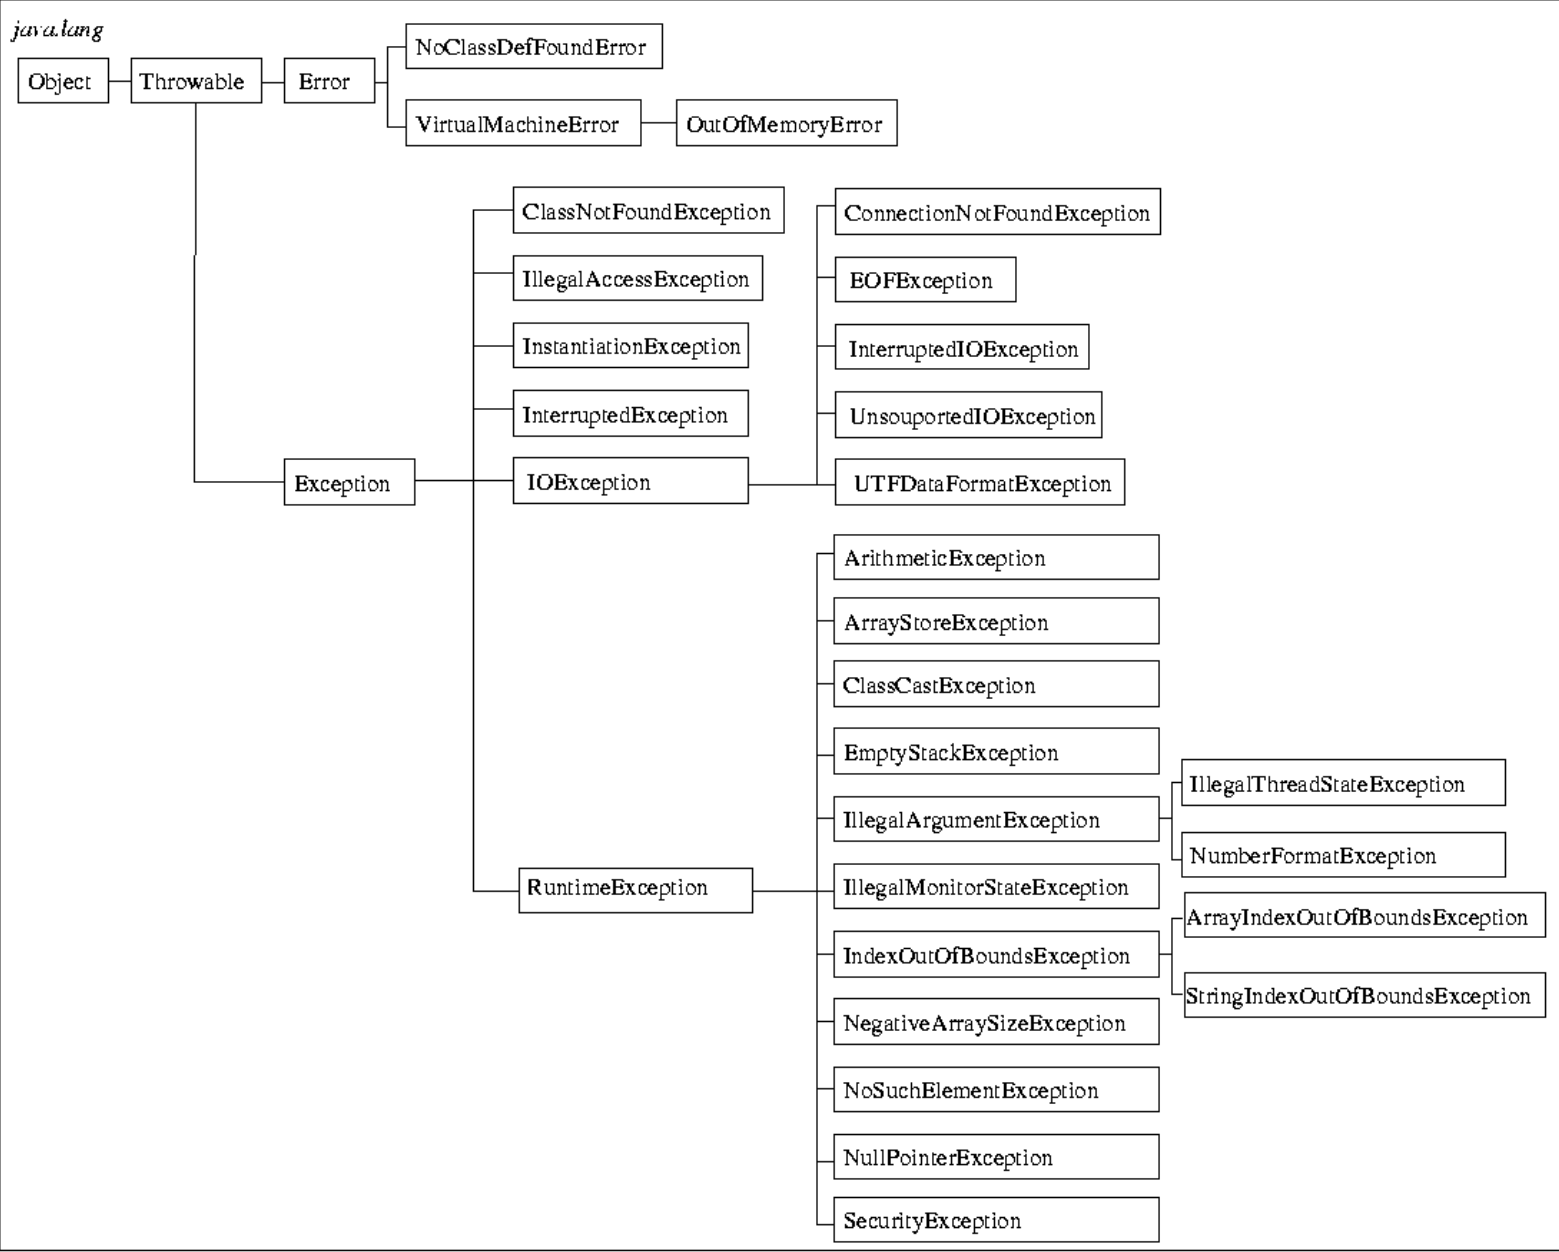 java.lang
Object
Throwable
Error
NoClassDefFoundError
VirtualMachineError
OutOfMemoryError
Exception
ClassNotFoundException
IllegalAccessException
InstantiationException
InterruptedException
IOException
ConnectionNotFoundException
EOFException
InterruptedIOException
UnsouportedIOException
UTFDataFormatException
RuntimeException
ArithmeticException
ArrayStoreException
ClassCastException
EmptyStackException
IllegalArgumentException
IllegalThreadStateException
NumberFormatException
IllegalMonitorStateException
IndexOutOfBoundsException
ArrayIndexOutOfBoundsException
StringIndexOutOfBoundsException
NegativeArraySizeException
NoSuchElementException
NullPointerException
SecurityException